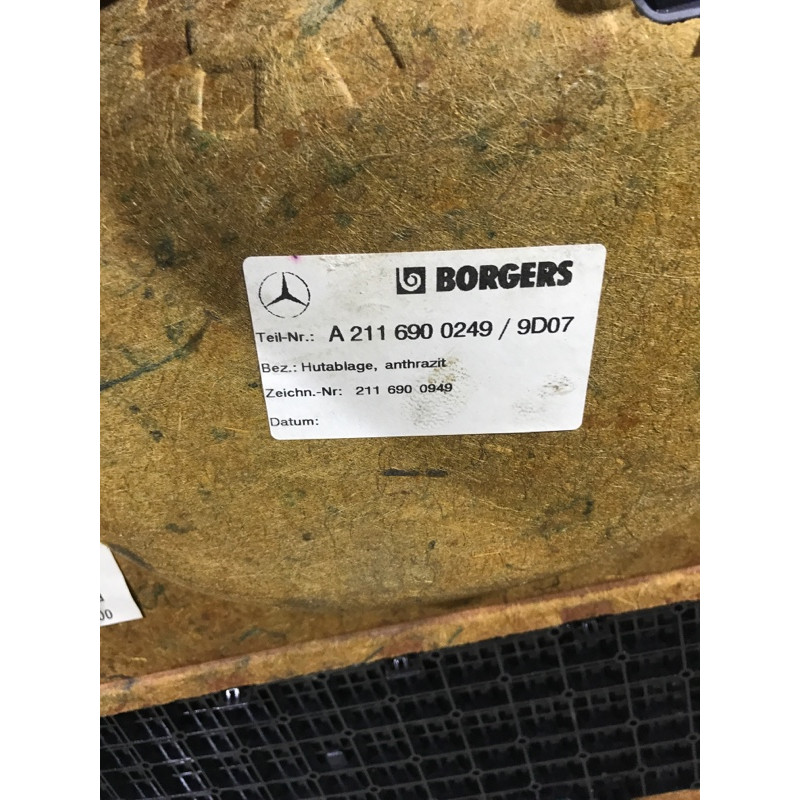 BORGERS
Teil-Nr.: A 211 690 0249 / 9D07
Bez.: Hutablage, anthrazit
Zeichn.-Nr: 211 690 0949
Datum: